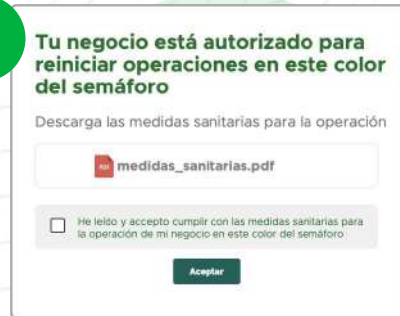 Tu negocio está autorizado para
reiniciar operaciones en este color
del semáforo
Descarga las medidas sanitarias para la operación
PDF
medidas_sanitarias.pdf
He leído y accepto cumplir con las medidas sanitarias para
la operación de mi negocio en este color del semáforo
Aceptar